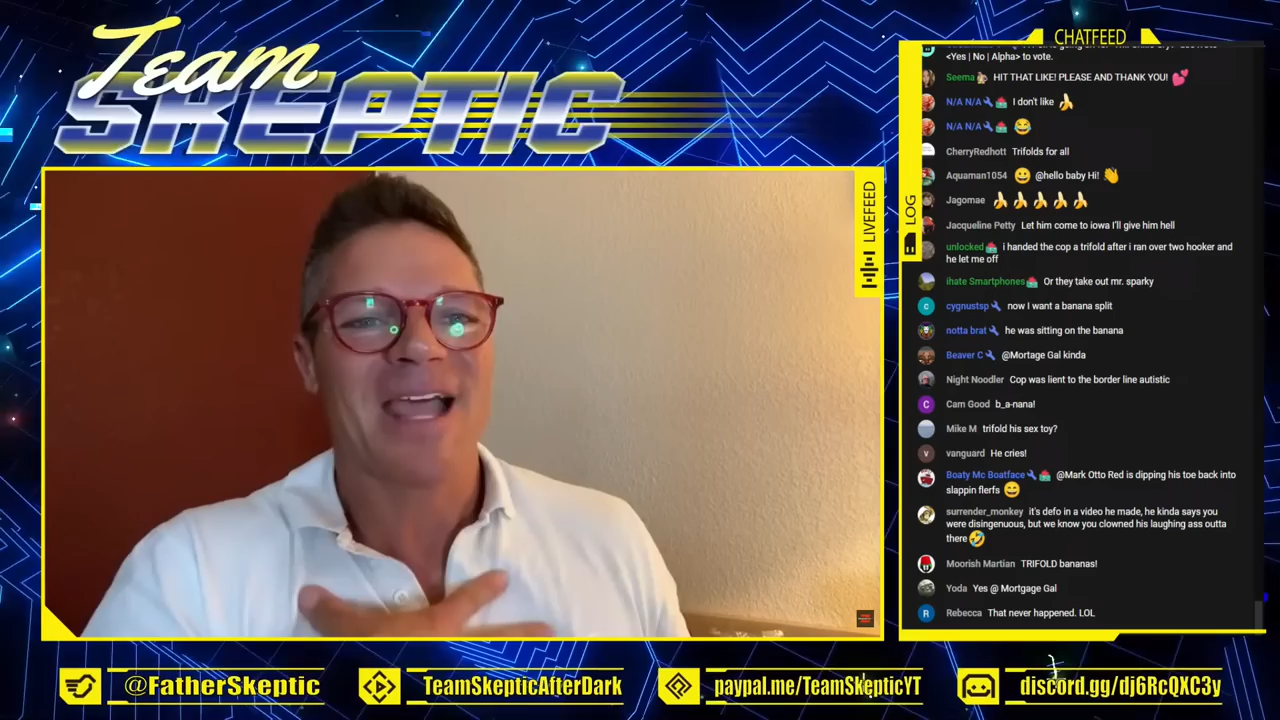 Team
SKEPTIC
CHATFEED
LIVEFEED
LOG
<Yes | No | Alpha> to vote.
Seema HIT THAT LIKE! PLEASE AND THANK YOU! 💕
N/A N/A I don't like 🍌
N/A N/A 😂
CherryRedhott Trifolds for all
Aquaman1054 😀 @hello baby Hi! 👋
Jagomae 🍌🍌🍌🍌🍌
Jacqueline Petty Let him come to iowa I'll give him hell
unlocked i handed the cop a trifold after i ran over two hooker and
he let me off
ihate Smartphones Or they take out mr. sparky
cygnustsp now I want a banana split
notta brat he was sitting on the banana
Beaver C @Mortage Gal kinda
Night Noodler Cop was lient to the border line autistic
C Cam Good b_a-nana!
Mike M trifold his sex toy?
v vanguard He cries!
Boaty Mc Boatface @Mark Otto Red is dipping his toe back into
slappin flerfs 😄
surrender_monkey it's defo in a video he made, he kinda says you
were disingenuous, but we know you clowned his laughing ass outta
there 🤣
Moorish Martian TRIFOLD bananas!
Yoda Yes @ Mortgage Gal
R Rebecca That never happened. LOL
@FatherSkeptic
TeamSkepticAfterDark
paypal.me/TeamSkepticYT
discord.gg/dj6RcQXC3y